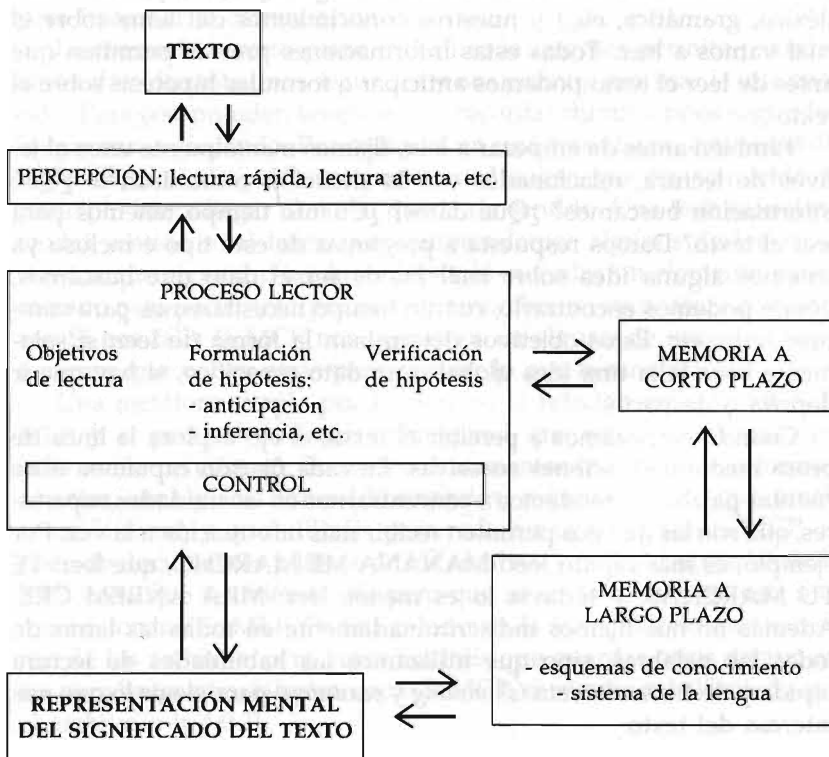 TEXTO
PERCEPCIÓN: lectura rápida, lectura atenta, etc.
PROCESO LECTOR
Objetivos
de lectura
Formulación
de hipótesis:
- anticipación
- inferencia, etc.
Verificación
de hipótesis
CONTROL
MEMORIA A
CORTO PLAZO
MEMORIA A
LARGO PLAZO
- esquemas de conocimiento
- sistema de la lengua
REPRESENTACIÓN MENTAL
DEL SIGNIFICADO DEL TEXTO